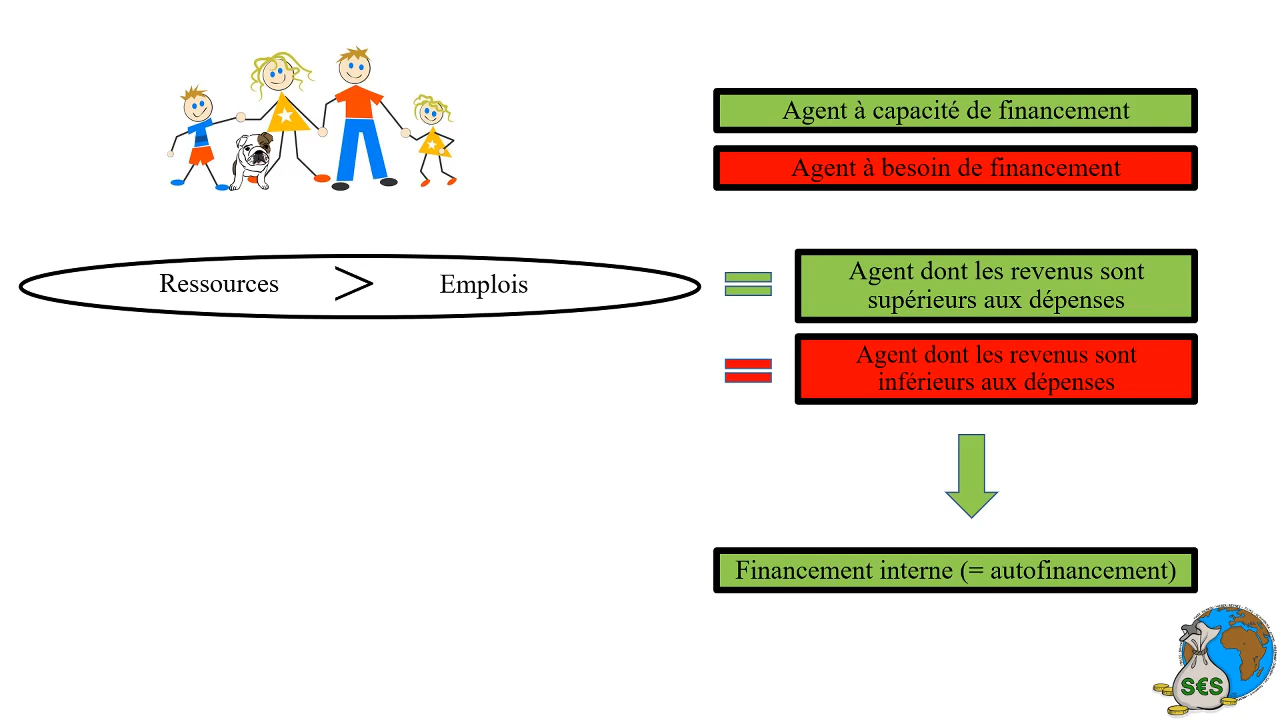 Agent à capacité de financement
Agent à besoin de financement
Ressources > Emplois
=
Agent dont les revenus sont
supérieurs aux dépenses
=
Agent dont les revenus sont
inférieurs aux dépenses
Financement interne (= autofinancement)
S€S